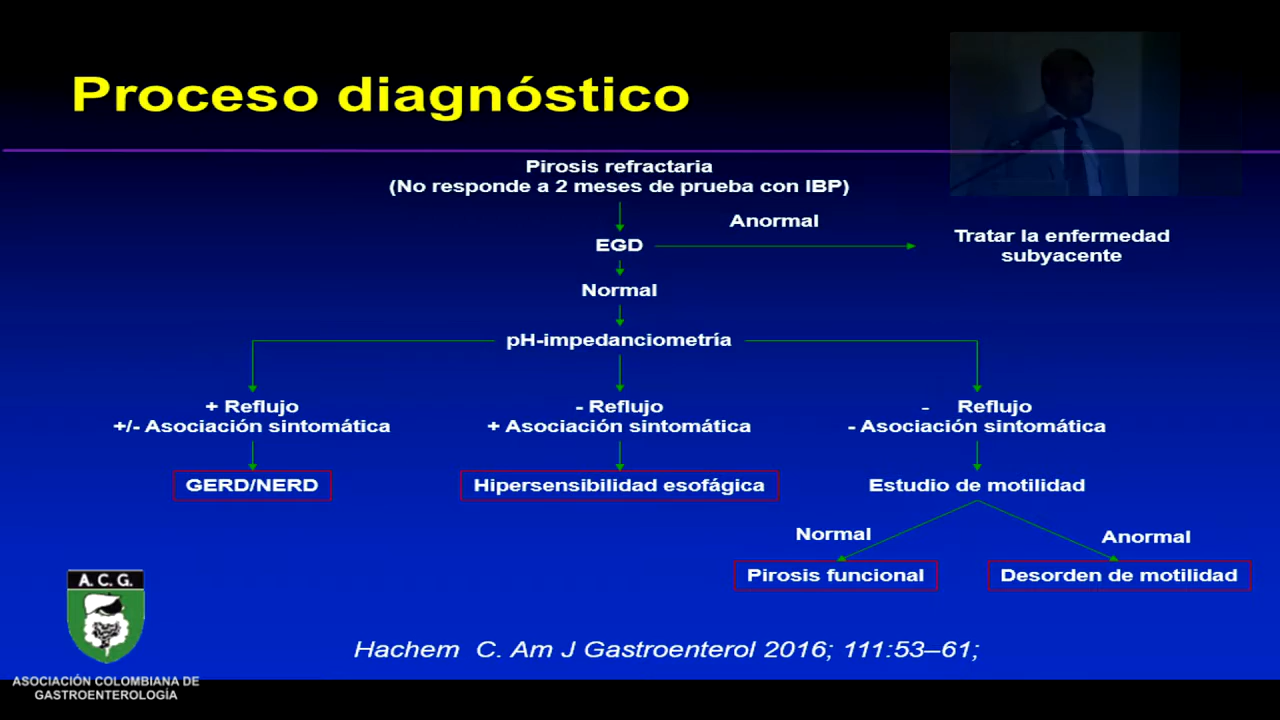 Proceso diagnóstico
Pirosis refractaria
(No responde a 2 meses de prueba con IBP)
Anormal
EGD
Tratar la enfermedad
subyacente
Normal
pH-impedanciometría
+ Reflujo
+/- Asociación sintomática
- Reflujo
+ Asociación sintomática
- Reflujo
- Asociación sintomática
GERD/NERD
Hipersensibilidad esofágica
Estudio de motilidad
Normal
Anormal
Pirosis funcional
Desorden de motilidad
A. C. G.
Hachem C. Am J Gastroenterol 2016; 111:53–61;
ASOCIACIÓN COLOMBIANA DE
GASTROENTEROLOGÍA